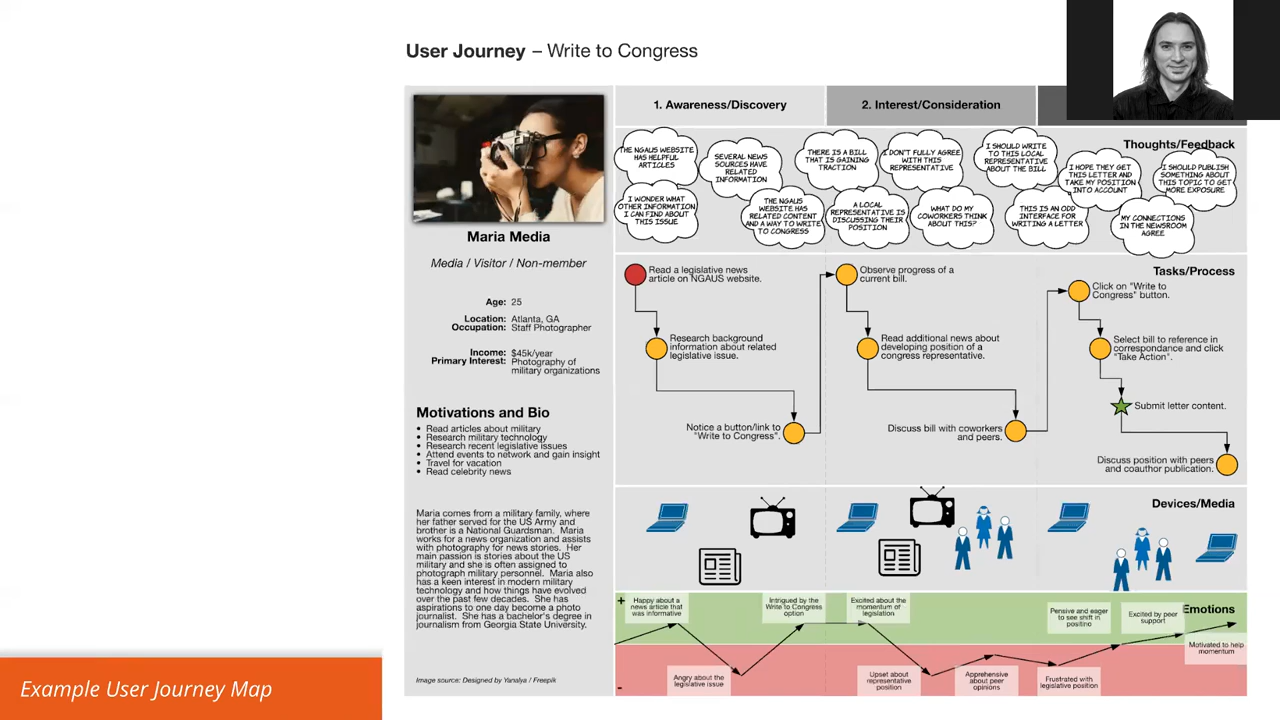 User Journey – Write to Congress
1. Awareness/Discovery
2. Interest/Consideration
Thoughts/Feedback
THE NGAUS WEBSITE
HAS HELPFUL
ARTICLES
SEVERAL NEWS
SOURCES HAVE
RELATED
INFORMATION
THERE IS A BILL
THAT IS GAINING
TRACTION
I DON'T FULLY AGREE
WITH THIS
REPRESENTATIVE
I SHOULD WRITE
TO THIS LOCAL
REPRESENTATIVE
ABOUT THE BILL
I HOPE THEY GET
THIS LETTER AND
TAKE MY POSITION
INTO ACCOUNT
I SHOULD PUBLISH
SOMETHING ABOUT
THIS TOPIC TO GET
MORE EXPOSURE
I WONDER WHAT
OTHER INFORMATION
I CAN FIND ABOUT
THIS ISSUE
THE NGAUS
WEBSITE HAS
RELATED CONTENT
AND A WAY TO WRITE
TO CONGRESS
A LOCAL
REPRESENTATIVE IS
DISCUSSING THEIR
POSITION
WHAT DO MY
COWORKERS THINK
ABOUT THIS?
THIS IS AN ODD
INTERFACE FOR
WRITING A LETTER
MY CONNECTIONS
IN THE NEWSROOM
AGREE
Maria Media
Media / Visitor / Non-member
Age: 25
Location: Atlanta, GA
Occupation: Staff Photographer
Income: $45k/year
Primary Interest: Photography of
military organizations
Motivations and Bio
• Read articles about military
• Research military technology
• Research recent legislative issues
• Attend events to network and gain insight
• Travel for vacation
• Read celebrity news
Maria comes from a military family, where
her father served for the US Army and
brother is a National Guardsman. Maria
works for a news organization and assists
with photography for news stories. Her
main passion is stories about the US
military and she is often assigned to
photograph military personnel. Maria also
has a keen interest in modern military
technology and how things have evolved
over the past few decades. She has
aspirations to one day become a photo
journalist. She has a bachelor's degree in
journalism from Georgia State University.
Image source: Designed by Yanalya / Freepik
Tasks/Process
Read a legislative news
article on NGAUS website.
Research background
information about related
legislative issue.
Notice a button/link to
"Write to Congress".
Observe progress of a
current bill.
Read additional news about
developing position of a
congress representative.
Discuss bill with coworkers
and peers.
Click on "Write to
Congress" button.
Select bill to reference in
correspondance and click
"Take Action".
Submit letter content.
Discuss position with peers
and coauthor publication.
Devices/Media
Emotions
+
Happy about a
news article that
was informative
Angry about the
legislative issue
Intrigued by the
Write to Congress
option
Excited about the
momentum of
legislation
Upset about
representative
position
Apprehensive
about peer
opinions
Frustrated with
legislative position
Pensive and eager
to see shift in
positino
Excited by peer
support
Motivated to help
momentum
-
Example User Journey Map